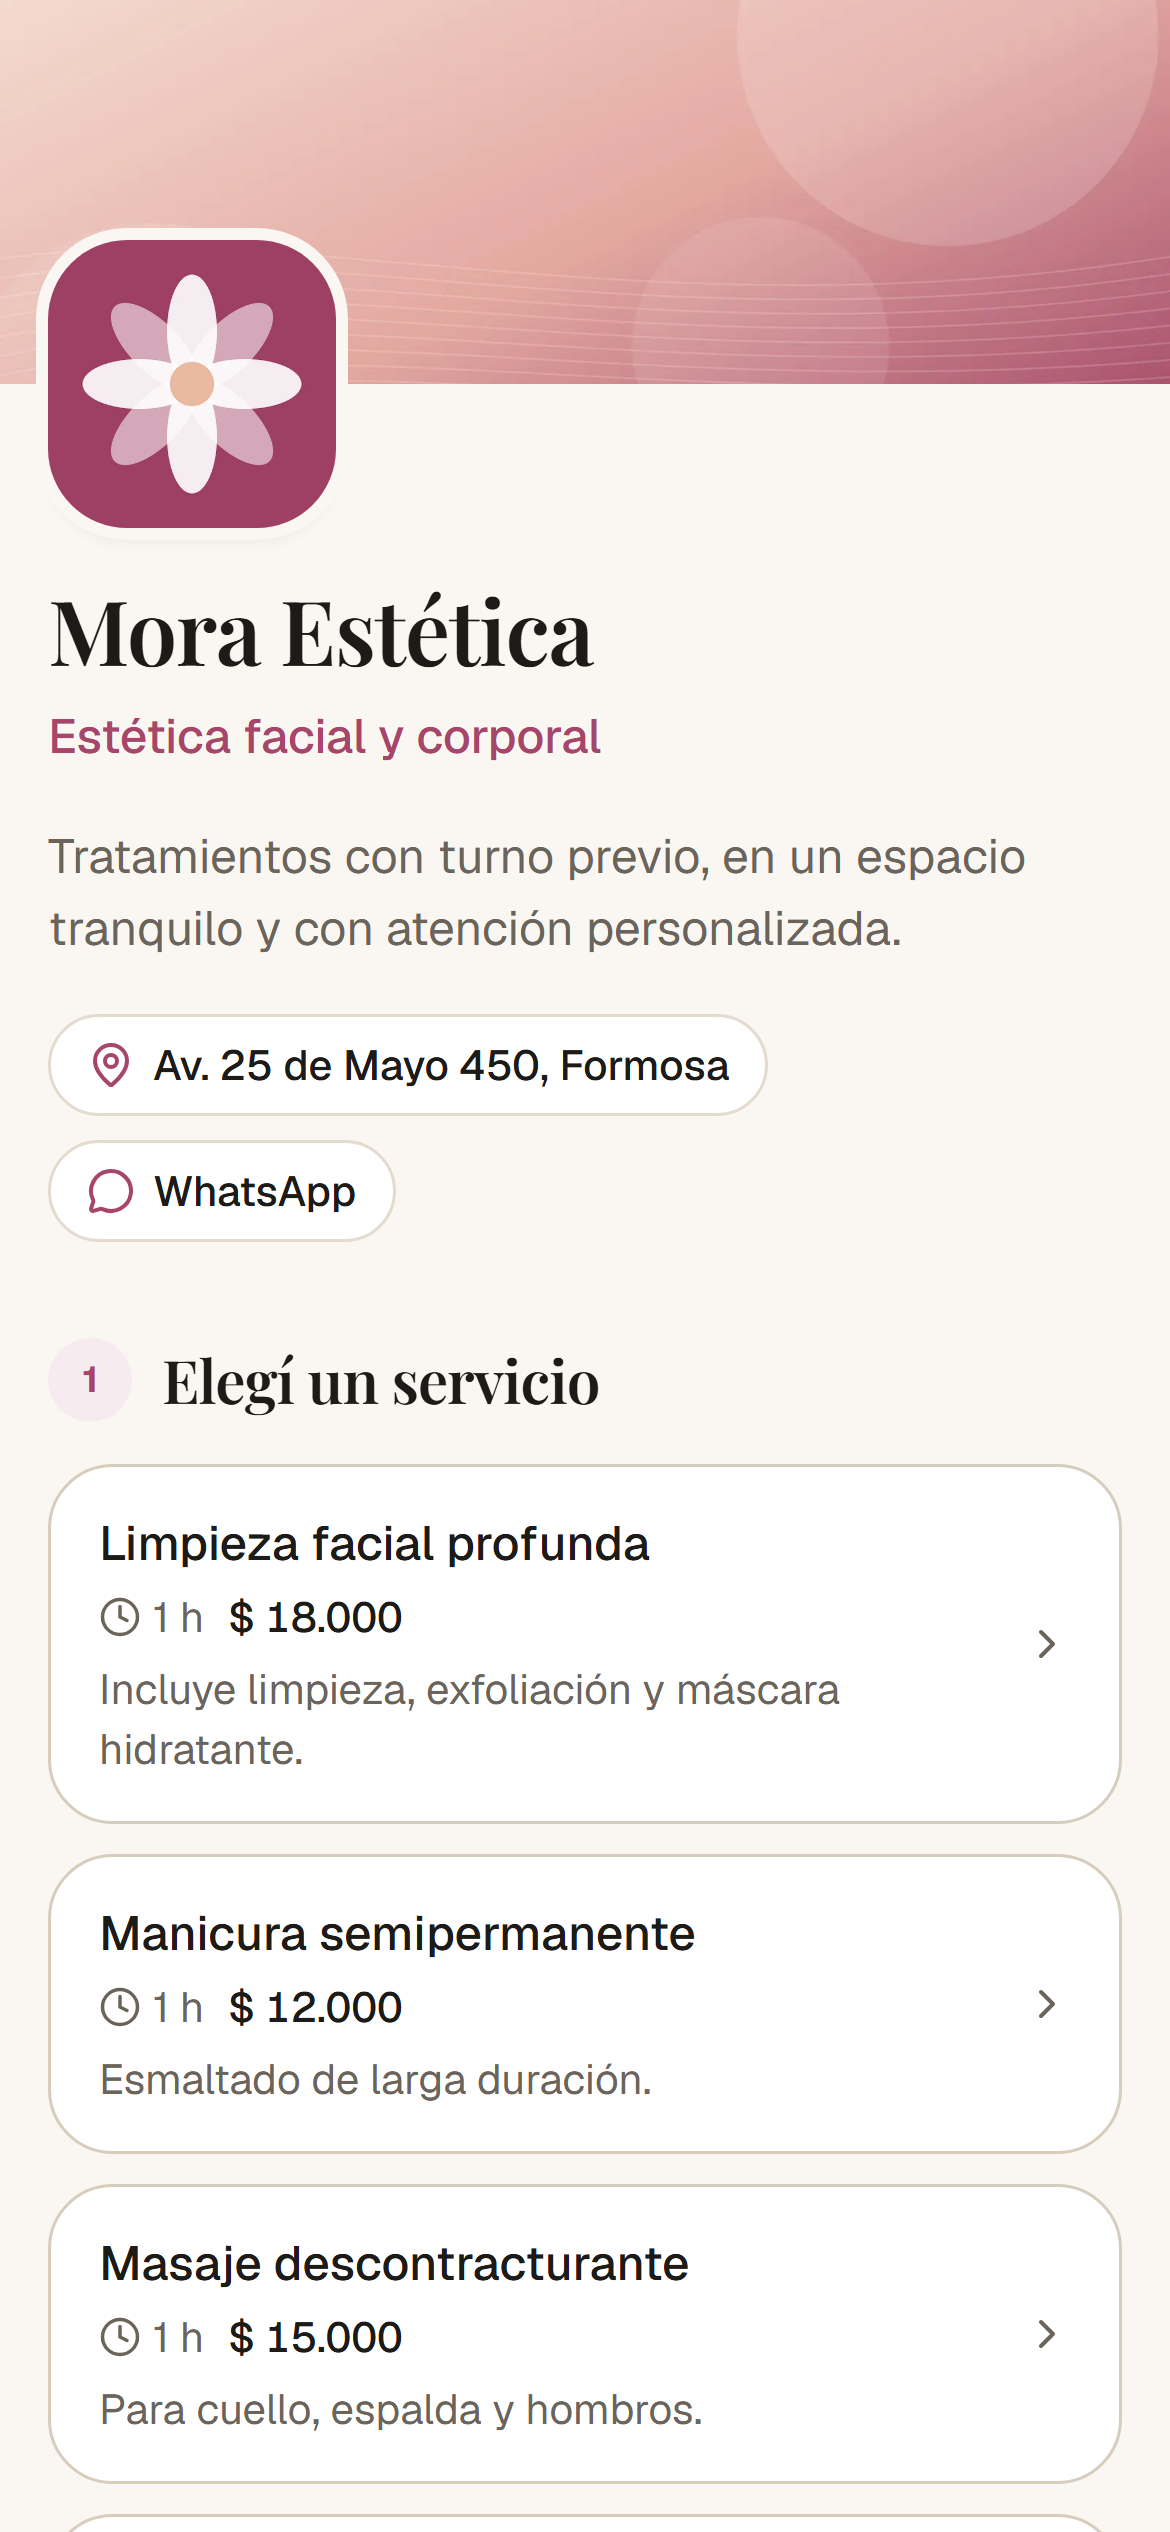 Mora Estética
Estética facial y corporal
Tratamientos con turno previo, en un espacio
tranquilo y con atención personalizada.
Av. 25 de Mayo 450, Formosa
WhatsApp
1 Elegí un servicio
Limpieza facial profunda
1 h $ 18.000
Incluye limpieza, exfoliación y máscara
hidratante.
Manicura semipermanente
1 h $ 12.000
Esmaltado de larga duración.
Masaje descontracturante
1 h $ 15.000
Para cuello, espalda y hombros.